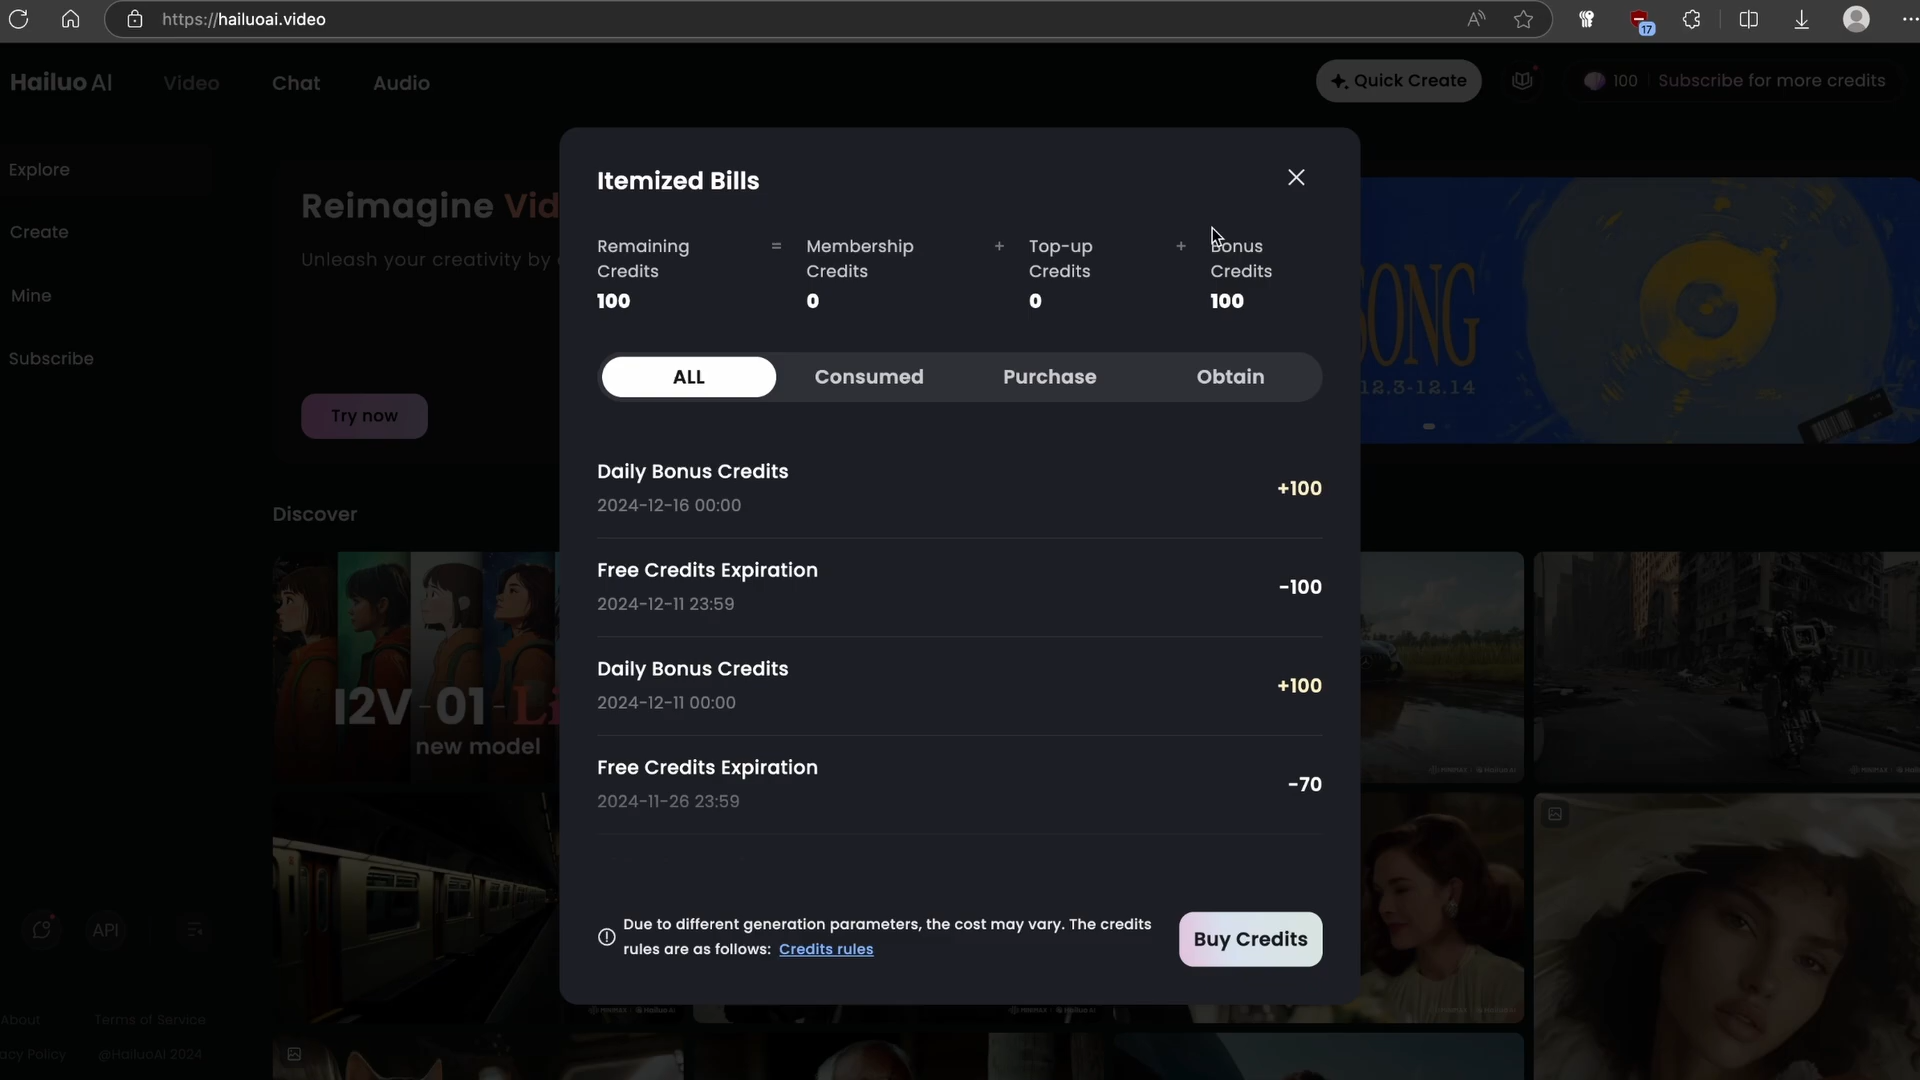 https://hailuoai.video
17
Hailuo AI
Video
Chat
Audio
Quick Create
100
Subscribe for more credits
Explore
Create
Mine
Subscribe
Reimagine Vid
Unleash your creativity by
Try now
SONG
12.3-12.14
Discover
I2V-01-Li
new model
Itemized Bills
Remaining = Membership + Top-up + Bonus
Credits Credits Credits Credits
100 0 0 100
ALL Consumed Purchase Obtain
Daily Bonus Credits
2024-12-16 00:00
+100
Free Credits Expiration
2024-12-11 23:59
-100
Daily Bonus Credits
2024-12-11 00:00
+100
Free Credits Expiration
2024-11-26 23:59
-70
Due to different generation parameters, the cost may vary. The credits
rules are as follows: Credits rules
Buy Credits
API
About
Terms of Service
acy Policy
@HailuoAI 2024